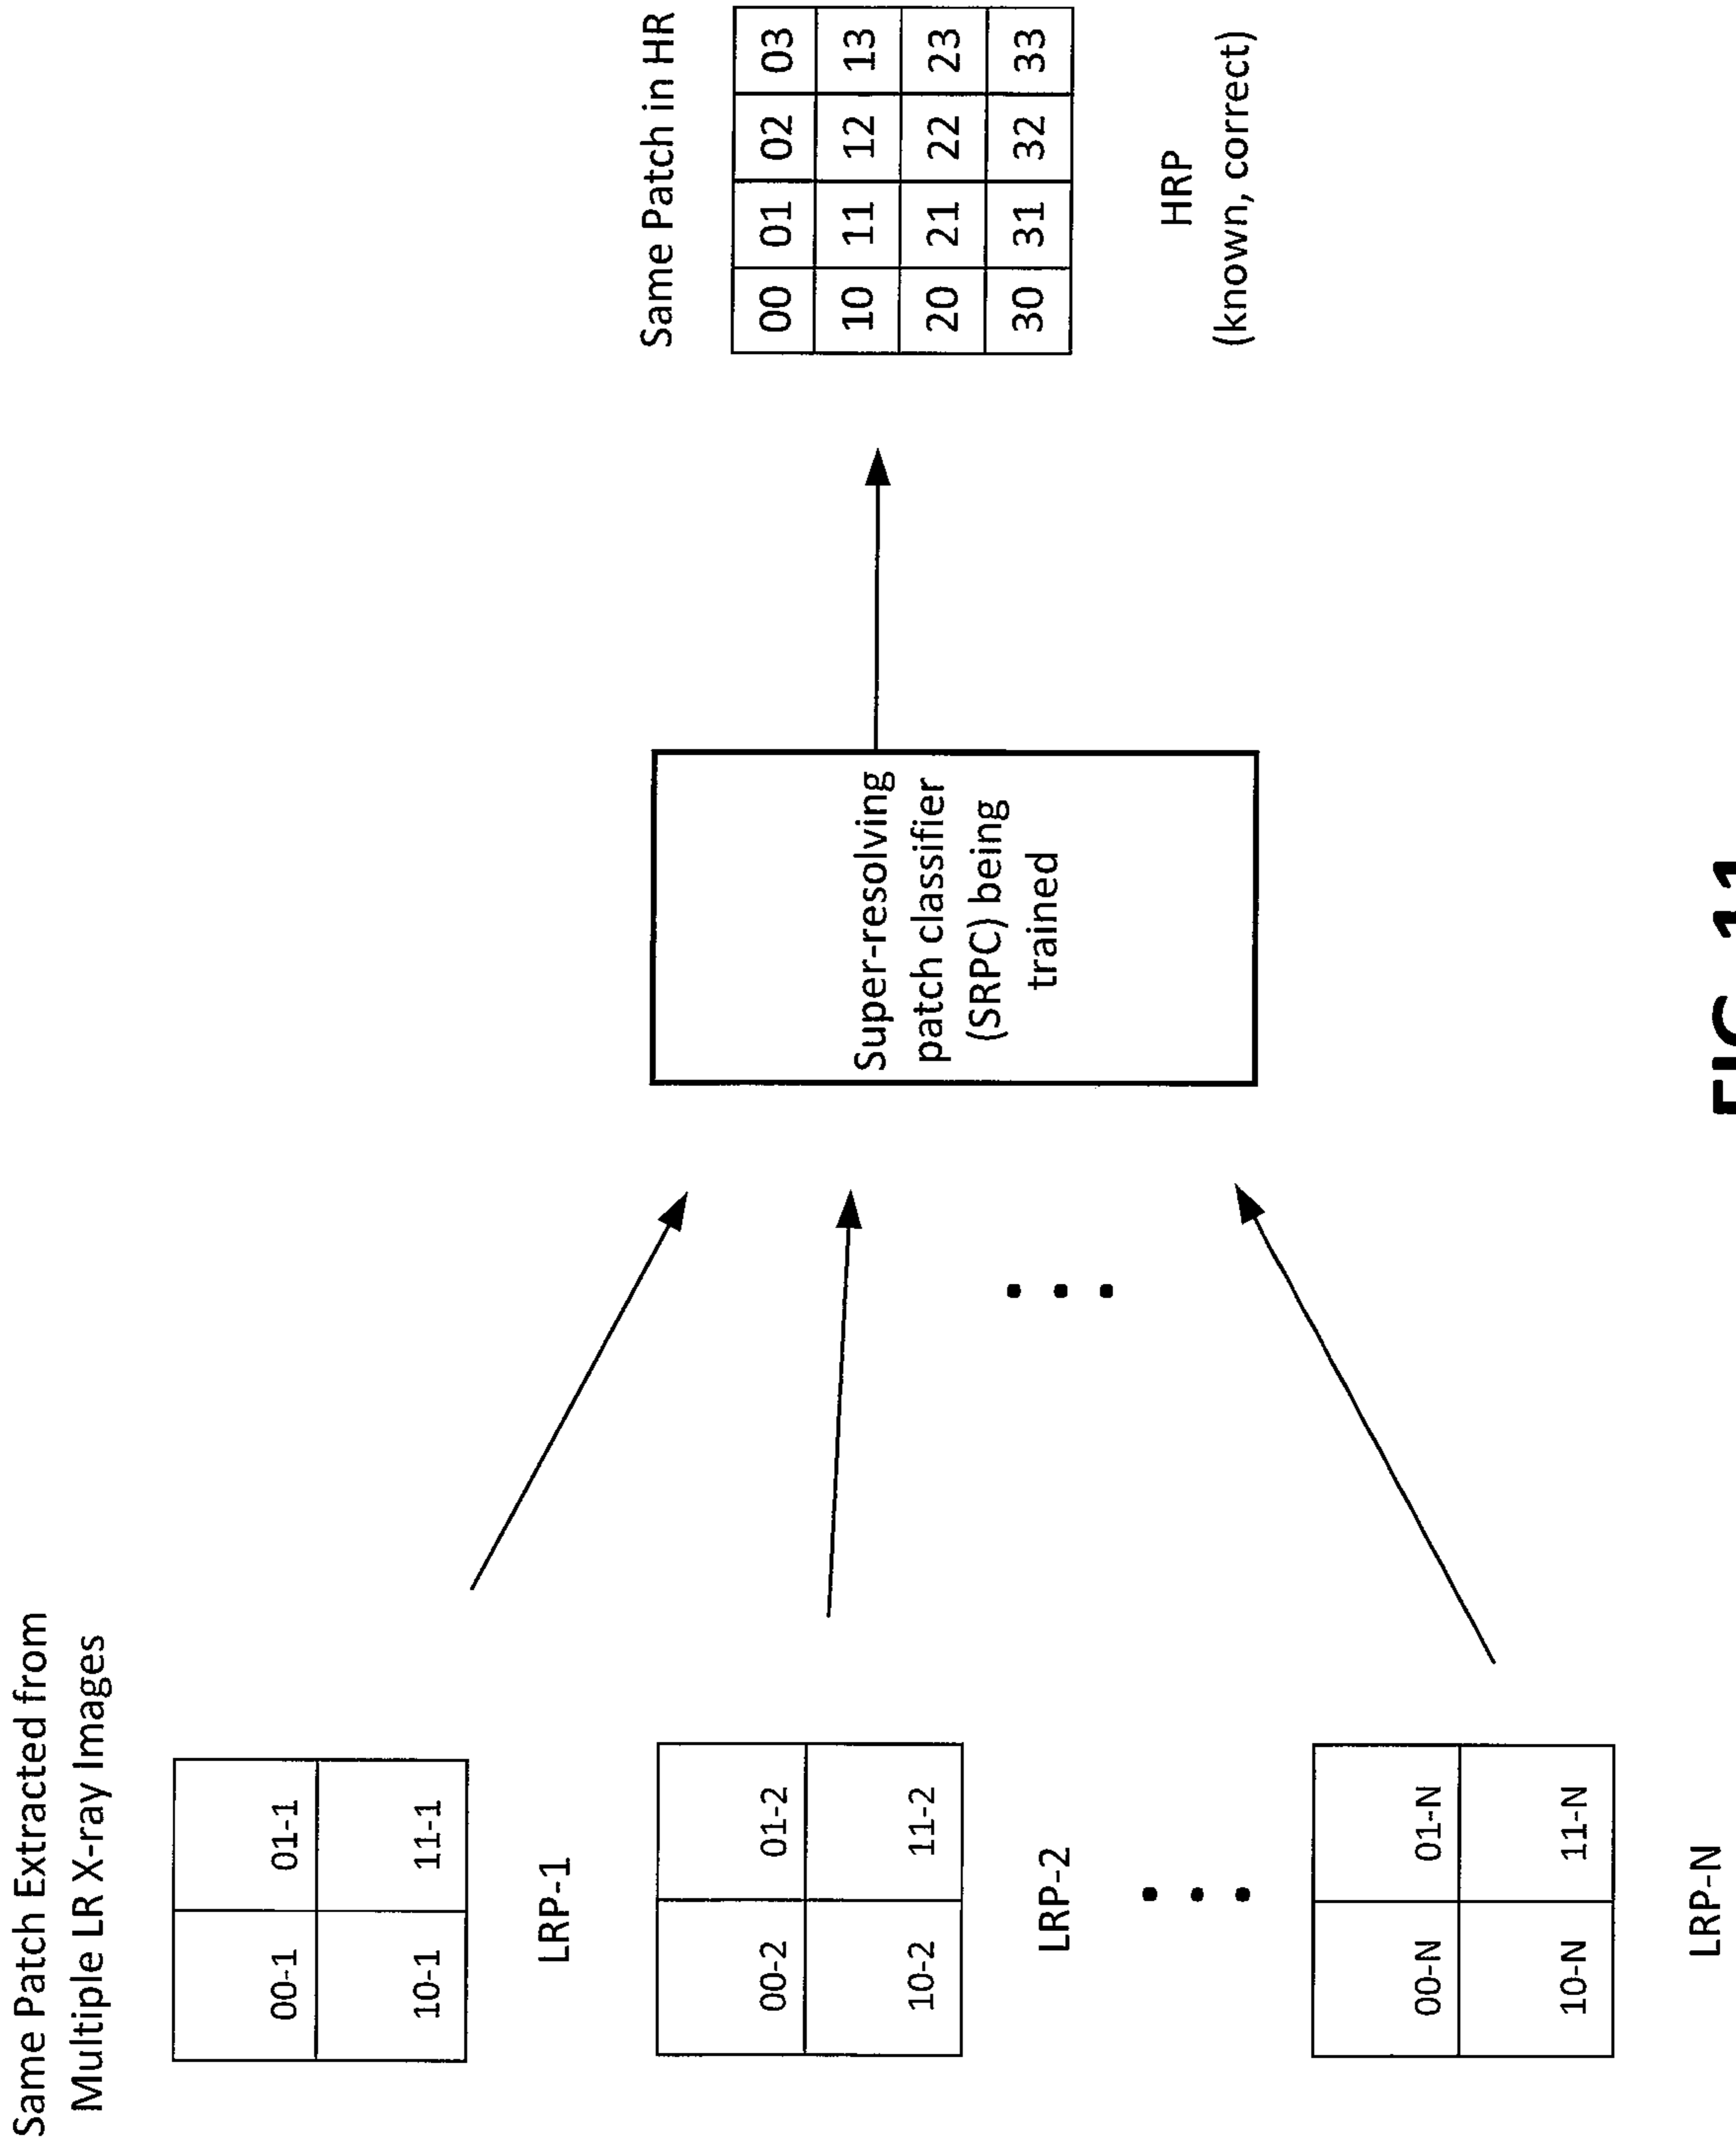 Same Patch Extracted from
Multiple LR X-ray Images
00-1 01-1
10-1 11-1
LRP-1
00-2 01-2
10-2 11-2
LRP-2
00-N 01-N
10-N 11-N
LRP-N
Super-resolving
patch classifier
(SRPC) being
trained
Same Patch in HR
00 01 02 03
10 11 12 13
20 21 22 23
30 31 32 33
HRP
(known, correct)